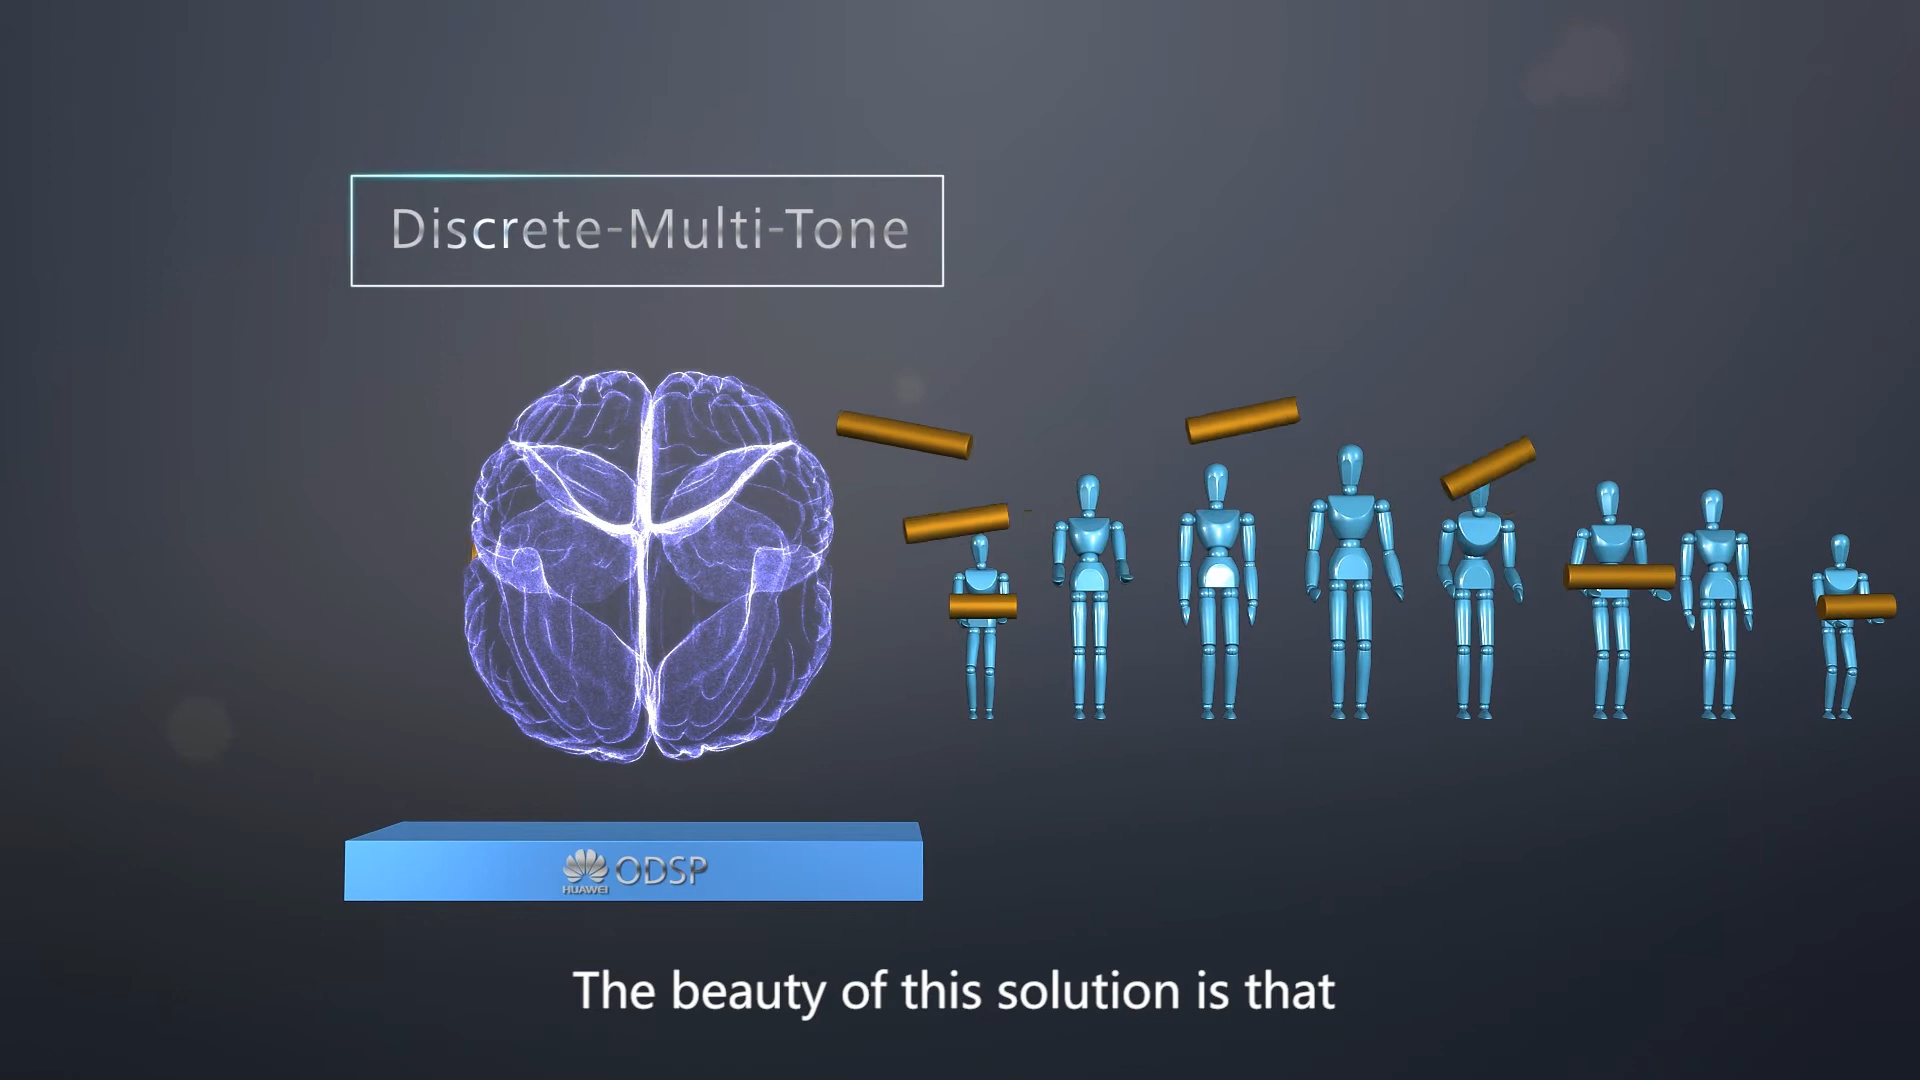 Discrete-Multi-Tone
HUAWEI ODSP
The beauty of this solution is that